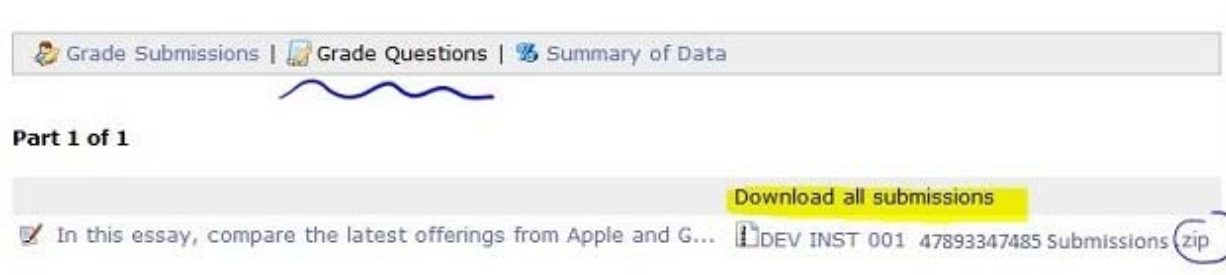 Grade Submissions | Grade Questions | Summary of Data
Part 1 of 1
Download all submissions
In this essay, compare the latest offerings from Apple and G... DEV INST 001 47893347485 Submissions zip